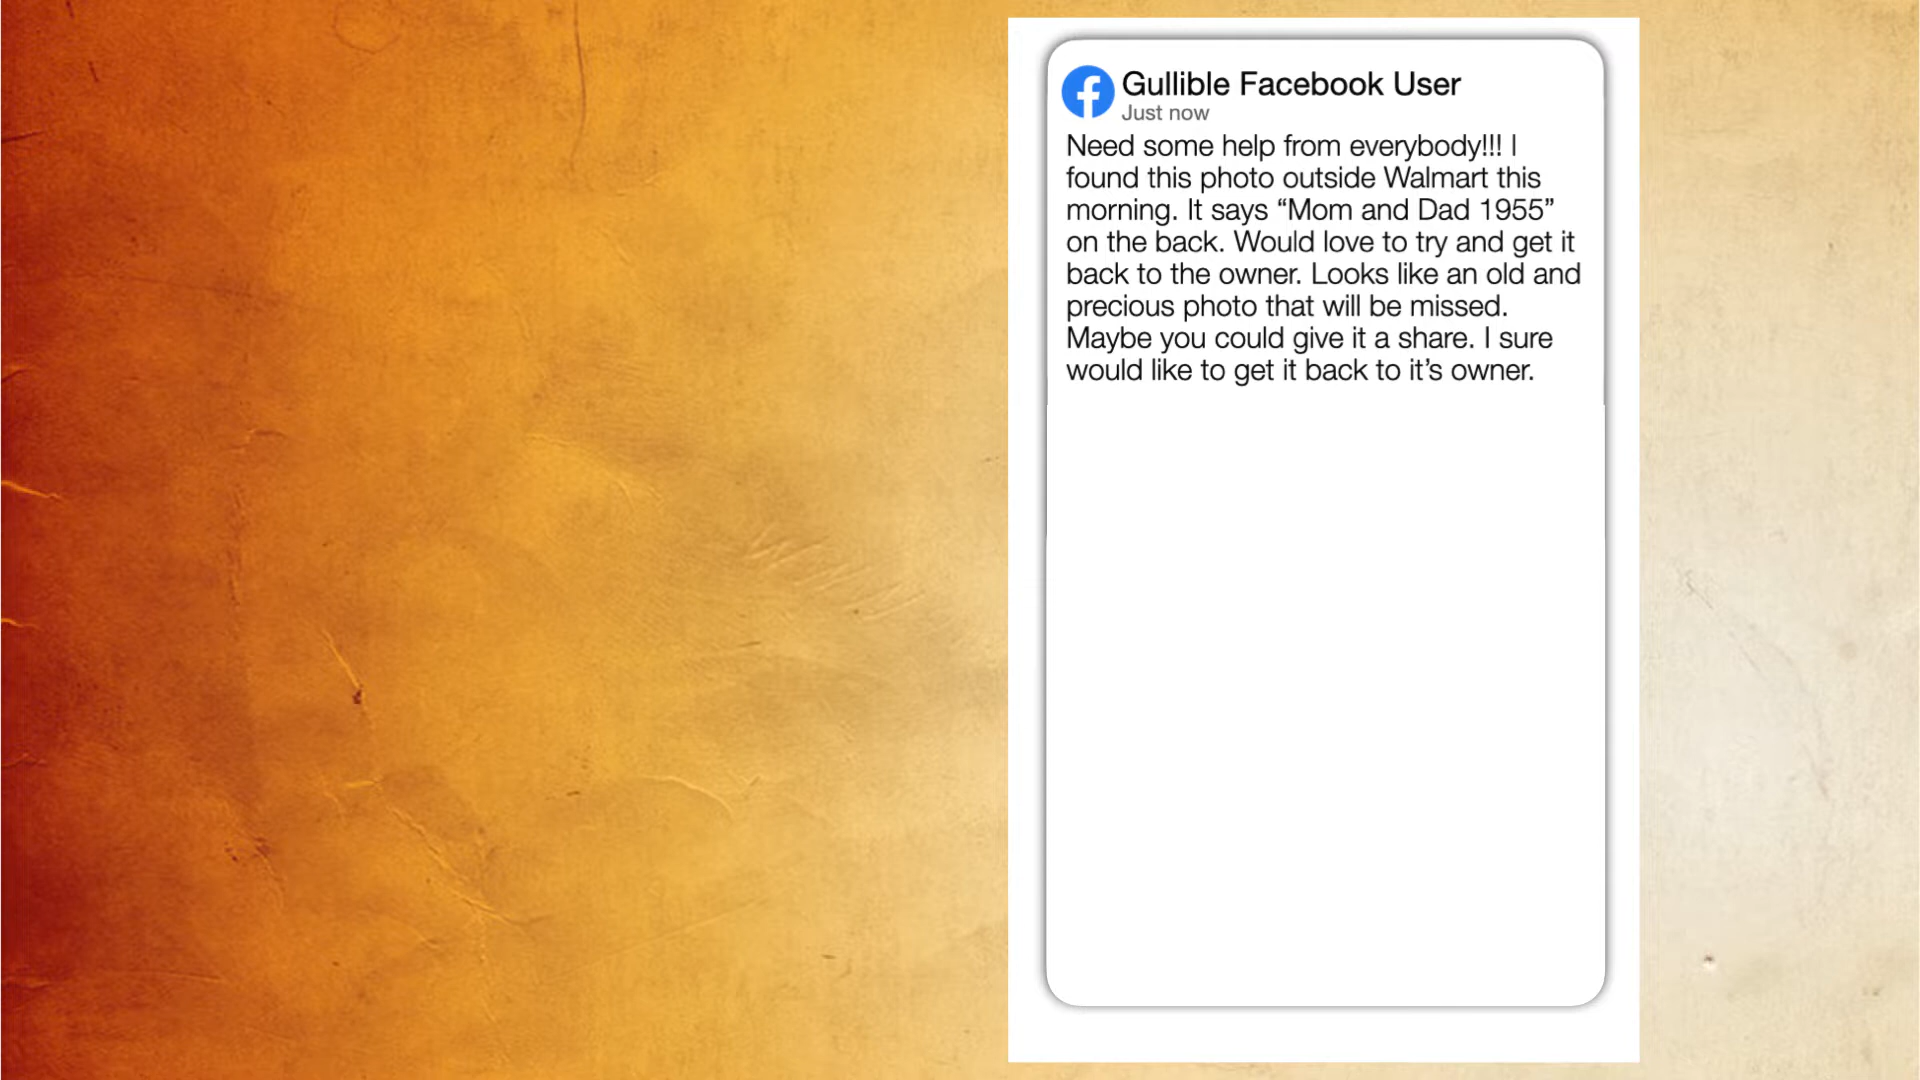 Gullible Facebook User
Just now
Need some help from everybody!!! I
found this photo outside Walmart this
morning. It says “Mom and Dad 1955”
on the back. Would love to try and get it
back to the owner. Looks like an old and
precious photo that will be missed.
Maybe you could give it a share. I sure
would like to get it back to it’s owner.